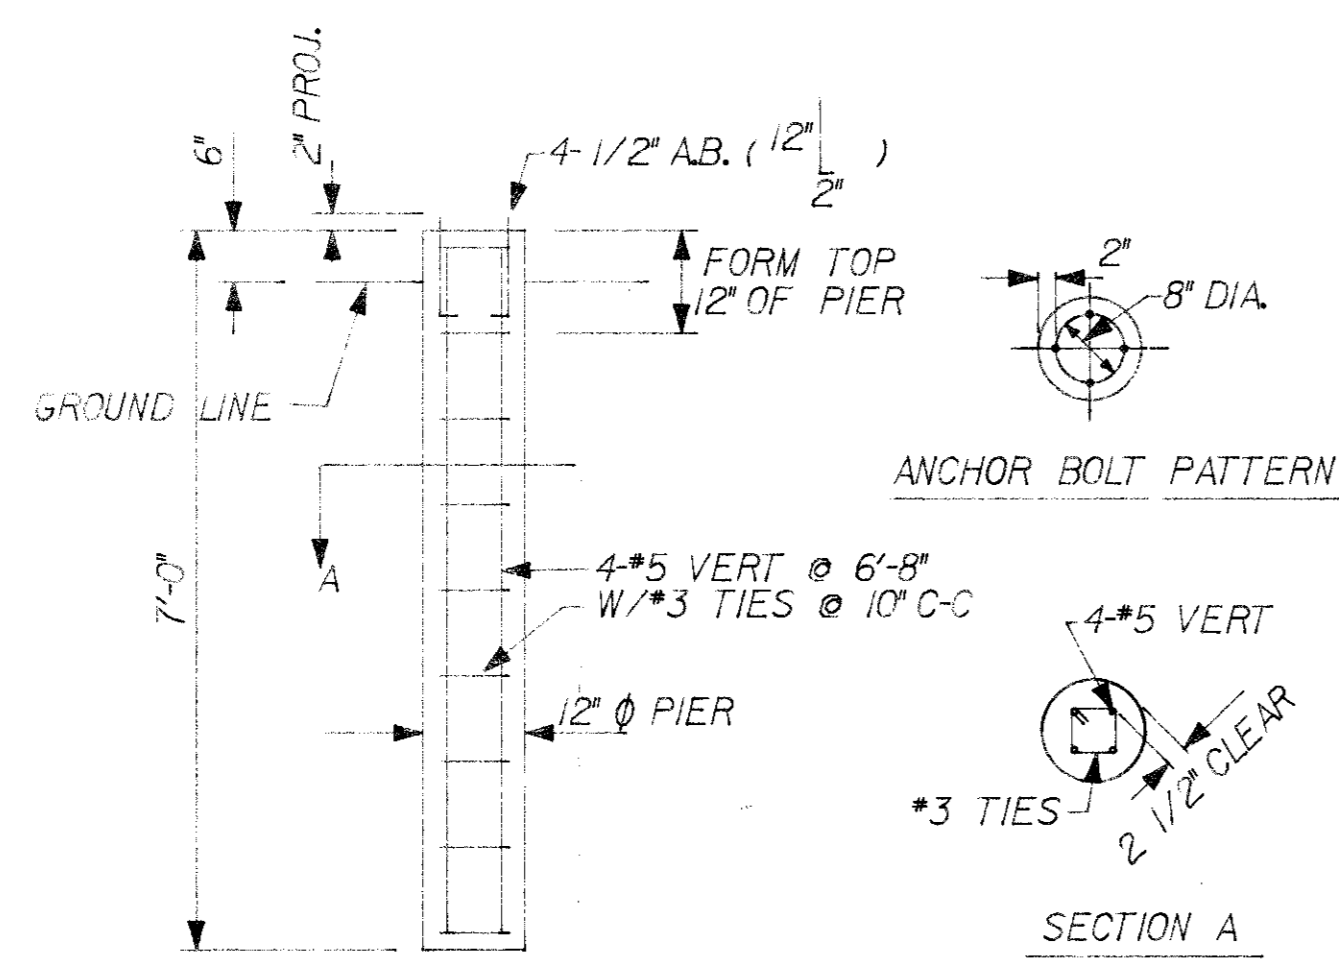 2" PROJ.
6"
4-1/2" A.B. ( 12"
2" )
FORM TOP
12" OF PIER
GROUND LINE
A
7'-0"
4-#5 VERT @ 6'-8"
W/#3 TIES @ 10" C-C
12" ϕ PIER
2"
8" DIA.
ANCHOR BOLT PATTERN
4-#5 VERT
#3 TIES
2 1/2" CLEAR
SECTION A